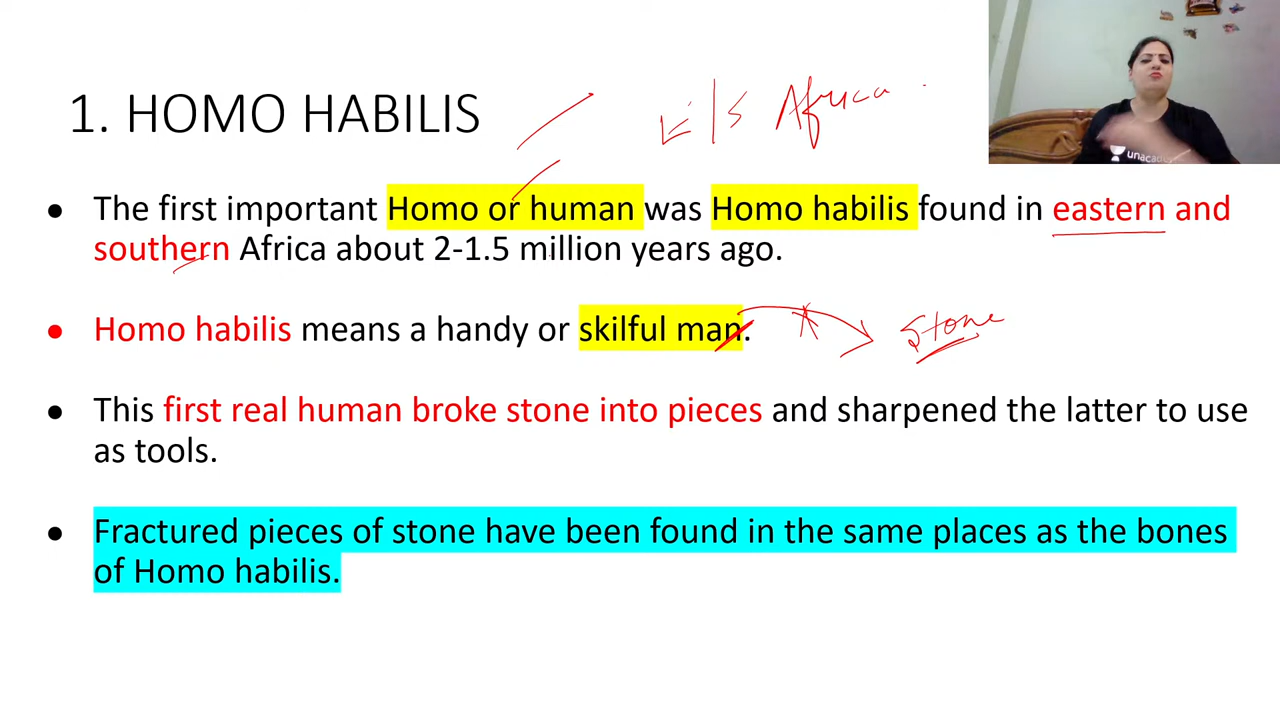 1. HOMO HABILIS
E/S Africa
unacade
The first important Homo or human was Homo habilis found in eastern and
southern Africa about 2-1.5 million years ago.
Homo habilis means a handy or skilful man.
Stone
This first real human broke stone into pieces and sharpened the latter to use
as tools.
Fractured pieces of stone have been found in the same places as the bones
of Homo habilis.